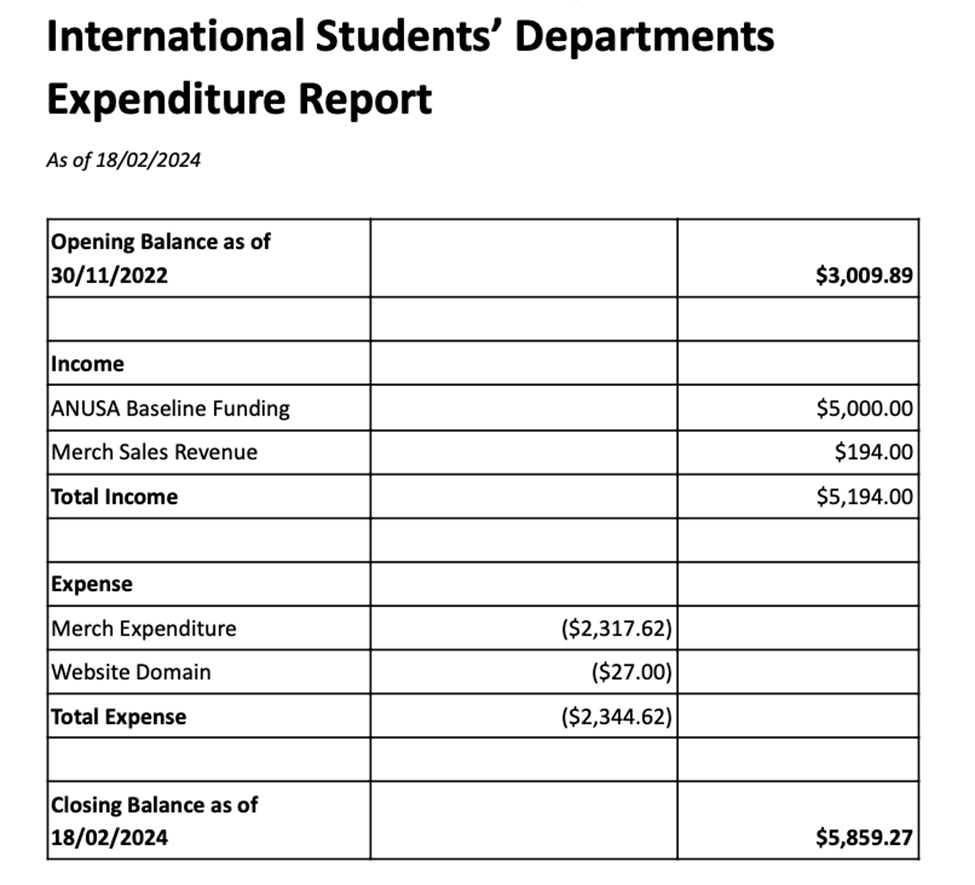 International Students’ Departments
Expenditure Report
As of 18/02/2024
Opening Balance as of
30/11/2022 $3,009.89
Income
ANUSA Baseline Funding $5,000.00
Merch Sales Revenue $194.00
Total Income $5,194.00
Expense
Merch Expenditure ($2,317.62)
Website Domain ($27.00)
Total Expense ($2,344.62)
Closing Balance as of
18/02/2024 $5,859.27